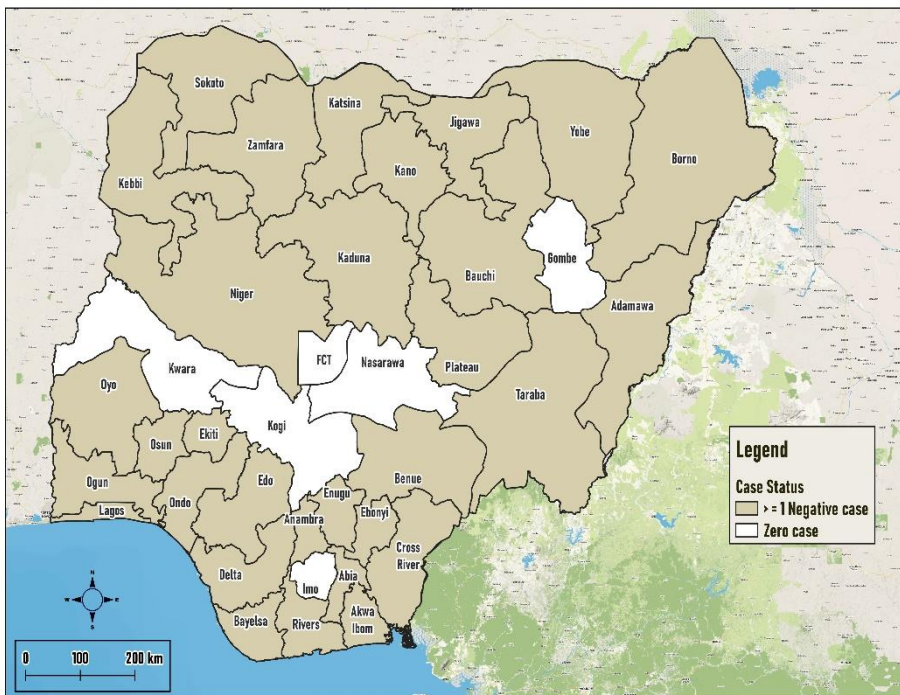 Sokoto
Katsina
Jigawa
Yobe
Borno
Zamfara
Kano
Kebbi
Kaduna
Gombe
Bauchi
Niger
Adamawa
FCT
Nasarawa
Kwara
Plateau
Oyo
Taraba
Kogi
Ekiti
Osun
Edo
Benue
Ogun
Ondo
Enugu
Lagos
Anambra
Ebonyi
Cross
River
Delta
Abia
Imo
Akwa
Ibom
Bayelsa
Rivers
Legend
Case Status
> = 1 Negative case
Zero case
N
W
E
S
0 100 200 km